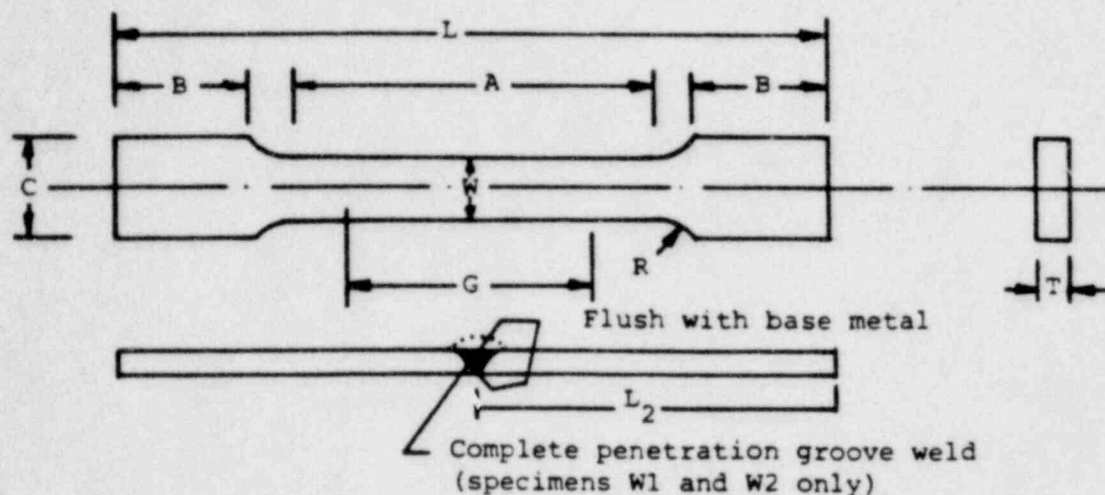 L
B A B
C W
R T
G
Flush with base metal
L2
Complete penetration groove weld
(specimens W1 and W2 only)